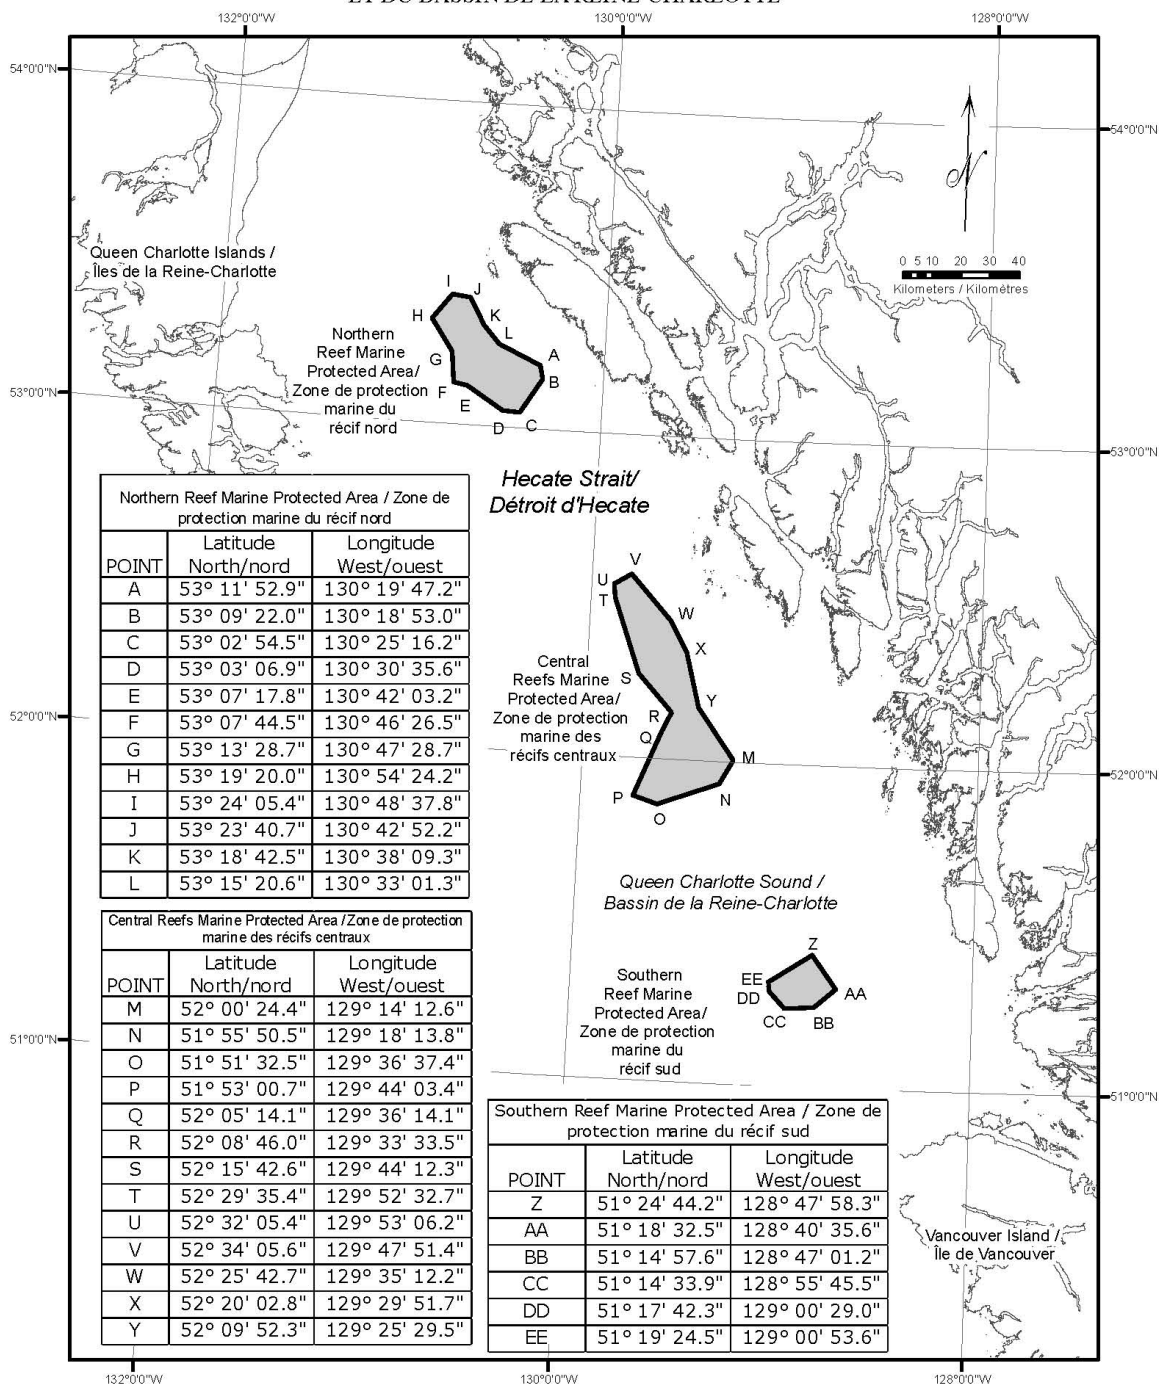 ET DU BASSIN DE LA REINE-CHARLOTTE
132°0'0"W 130°0'0"W 128°0'0"W
54°0'0"N
54°0'0"N
N
Queen Charlotte Islands /
Îles de la Reine-Charlotte
0 5 10 20 30 40
Kilometers / Kilomètres
I
J
H
K
L
Northern
Reef Marine
Protected Area/
Zone de protection
marine du
récif nord
A
G
B
F
E
D
C
53°0'0"N
53°0'0"N
Hecate Strait/
Détroit d'Hecate
Northern Reef Marine Protected Area / Zone de
protection marine du récif nord
POINT Latitude North/nord Longitude West/ouest
A 53° 11' 52.9" 130° 19' 47.2"
B 53° 09' 22.0" 130° 18' 53.0"
C 53° 02' 54.5" 130° 25' 16.2"
D 53° 03' 06.9" 130° 30' 35.6"
E 53° 07' 17.8" 130° 42' 03.2"
F 53° 07' 44.5" 130° 46' 26.5"
G 53° 13' 28.7" 130° 47' 28.7"
H 53° 19' 20.0" 130° 54' 24.2"
I 53° 24' 05.4" 130° 48' 37.8"
J 53° 23' 40.7" 130° 42' 52.2"
K 53° 18' 42.5" 130° 38' 09.3"
L 53° 15' 20.6" 130° 33' 01.3"
V
U
T
W
X
S
Y
R
Q
M
N
P
O
Central
Reefs Marine
Protected Area/
Zone de protection
marine des
récifs centraux
52°0'0"N
52°0'0"N
Queen Charlotte Sound /
Bassin de la Reine-Charlotte
Central Reefs Marine Protected Area / Zone de protection
marine des récifs centraux
POINT Latitude North/nord Longitude West/ouest
M 52° 00' 24.4" 129° 14' 12.6"
N 51° 55' 50.5" 129° 18' 13.8"
O 51° 51' 32.5" 129° 36' 37.4"
P 51° 53' 00.7" 129° 44' 03.4"
Q 52° 05' 14.1" 129° 36' 14.1"
R 52° 08' 46.0" 129° 33' 33.5"
S 52° 15' 42.6" 129° 44' 12.3"
T 52° 29' 35.4" 129° 52' 32.7"
U 52° 32' 05.4" 129° 53' 06.2"
V 52° 34' 05.6" 129° 47' 51.4"
W 52° 25' 42.7" 129° 35' 12.2"
X 52° 20' 02.8" 129° 29' 51.7"
Y 52° 09' 52.3" 129° 25' 29.5"
Z
EE
DD
AA
CC
BB
Southern
Reef Marine
Protected Area/
Zone de protection
marine du
récif sud
51°0'0"N
51°0'0"N
Southern Reef Marine Protected Area / Zone de
protection marine du récif sud
POINT Latitude North/nord Longitude West/ouest
Z 51° 24' 44.2" 128° 47' 58.3"
AA 51° 18' 32.5" 128° 40' 35.6"
BB 51° 14' 57.6" 128° 47' 01.2"
CC 51° 14' 33.9" 128° 55' 45.5"
DD 51° 17' 42.3" 129° 00' 29.0"
EE 51° 19' 24.5" 129° 00' 53.6"
Vancouver Island /
Île de Vancouver
132°0'0"W 130°0'0"W 128°0'0"W